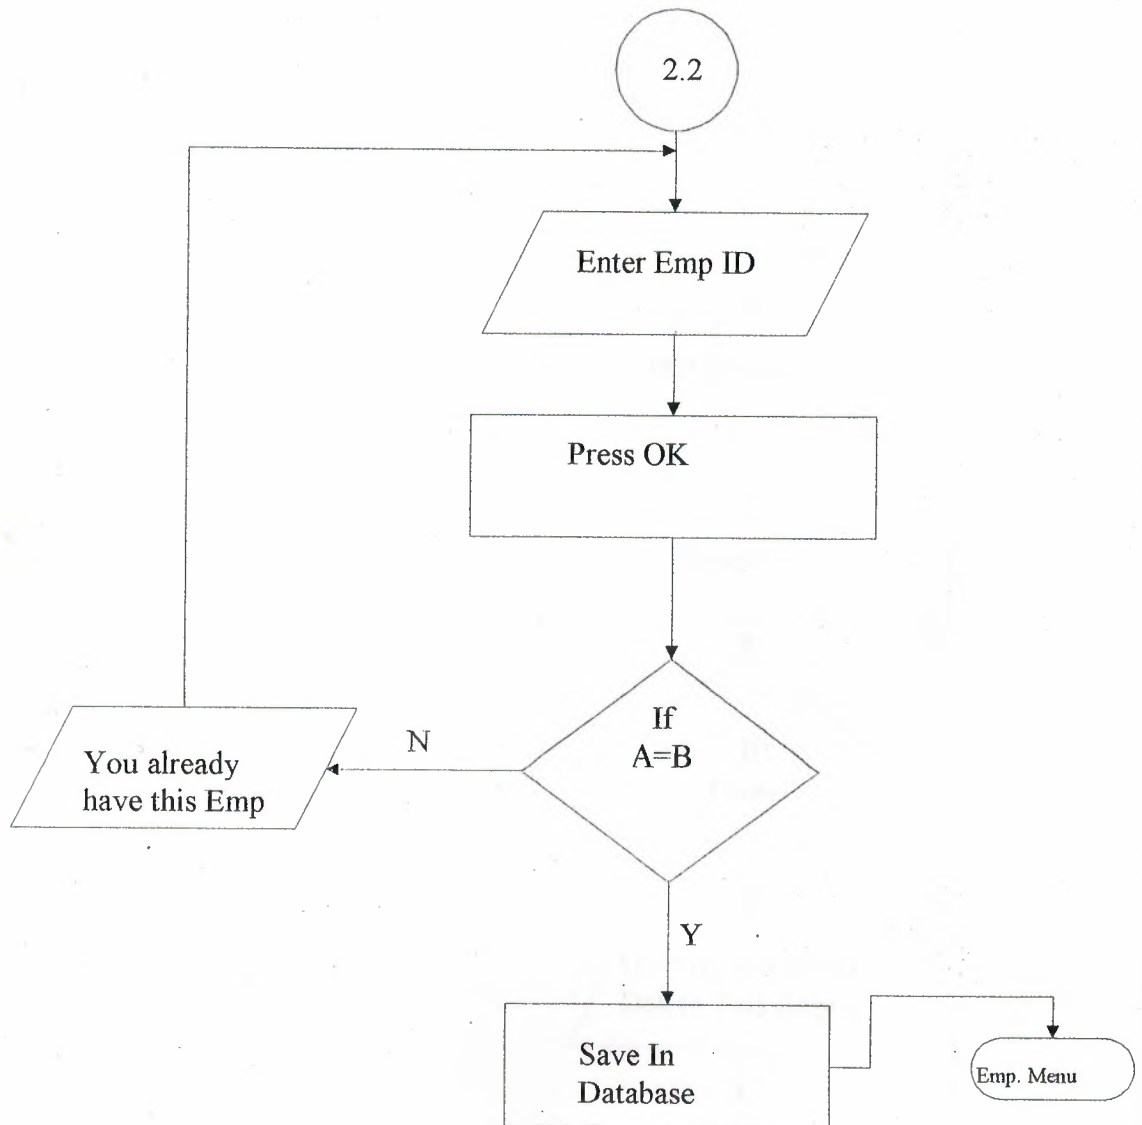 2.2
Enter Emp ID
Press OK
If
A=B
N
You already
have this Emp
Y
Save In
Database
Emp. Menu